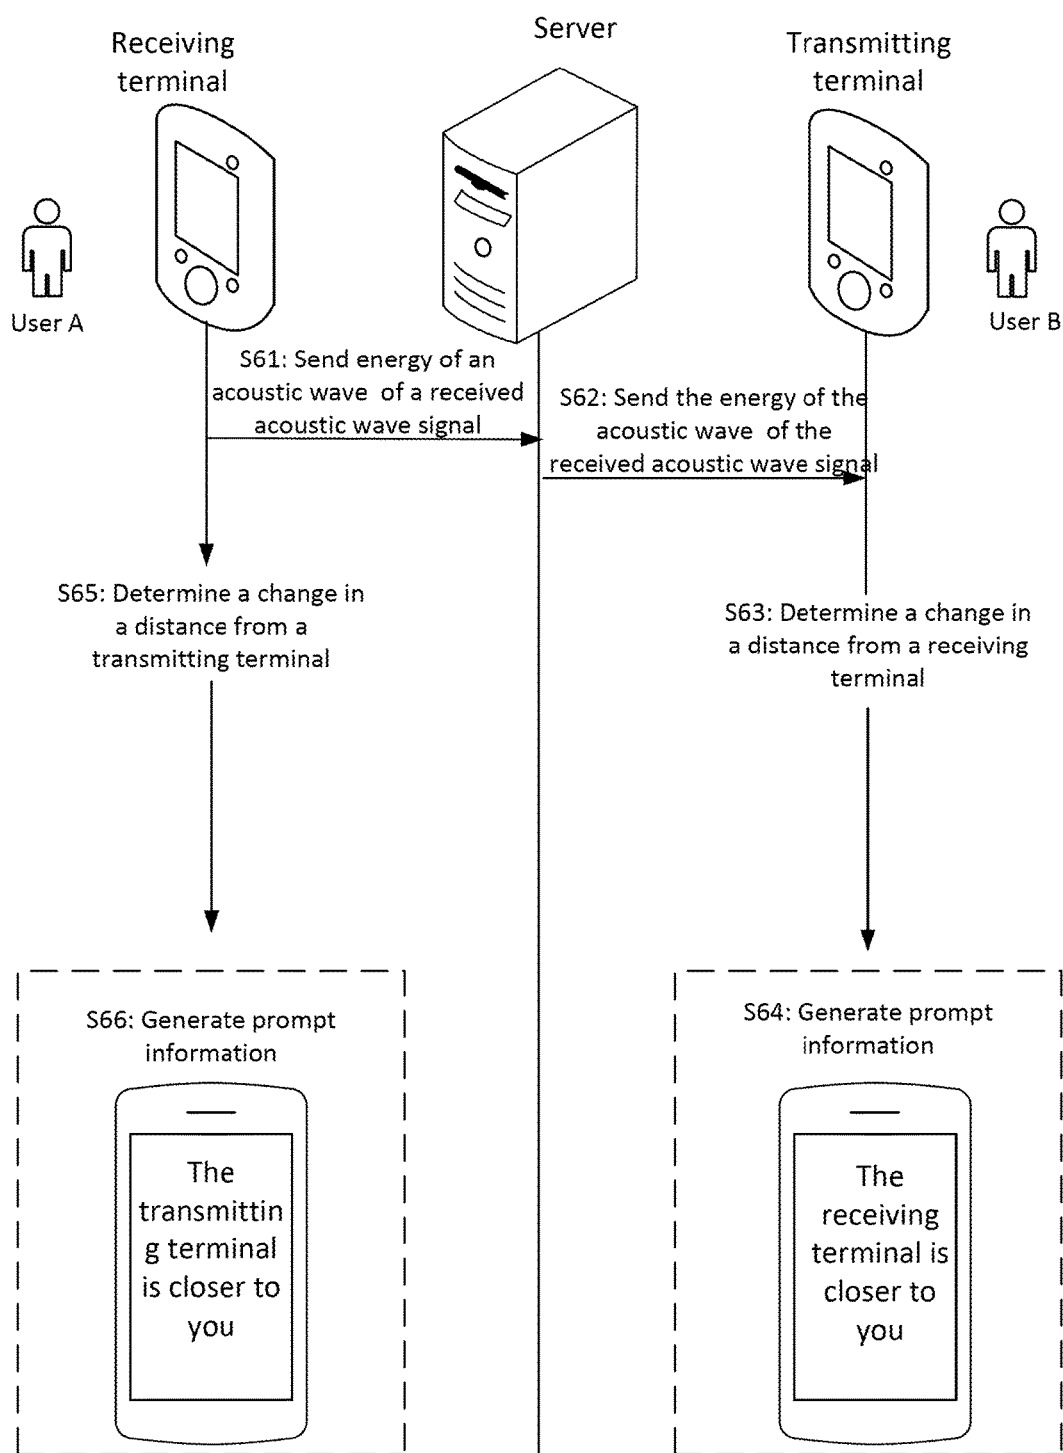 Receiving
terminal
Server
Transmitting
terminal
User A
User B
S61: Send energy of an
acoustic wave of a received
acoustic wave signal
S62: Send the energy of the
acoustic wave of the
received acoustic wave signal
S65: Determine a change in
a distance from a
transmitting terminal
S63: Determine a change in
a distance from a receiving
terminal
S66: Generate prompt
information
The
transmittin
g terminal
is closer to
you
S64: Generate prompt
information
The
receiving
terminal is
closer to
you